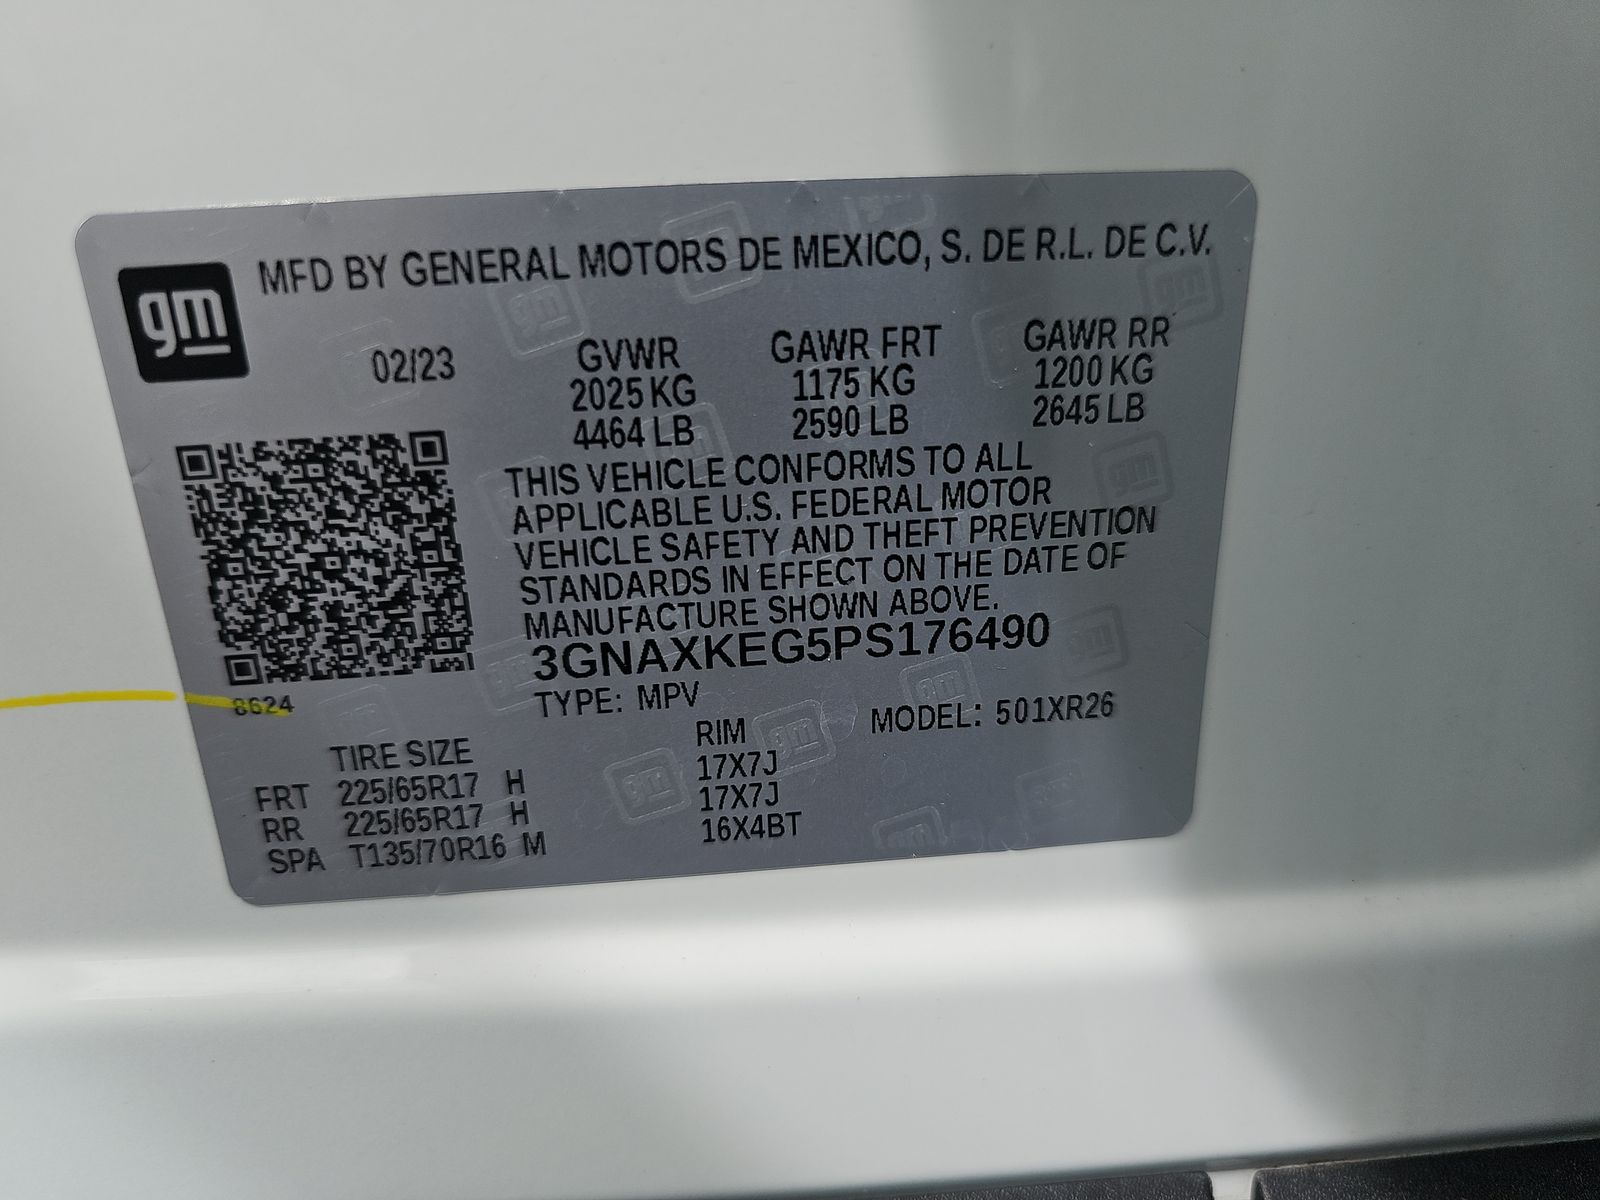 gm
MFD BY GENERAL MOTORS DE MEXICO, S. DE R.L. DE C.V.
02/23 GVWR GAWR FRT GAWR RR
2025 KG 1175 KG 1200 KG
4464 LB 2590 LB 2645 LB
THIS VEHICLE CONFORMS TO ALL
APPLICABLE U.S. FEDERAL MOTOR
VEHICLE SAFETY AND THEFT PREVENTION
STANDARDS IN EFFECT ON THE DATE OF
MANUFACTURE SHOWN ABOVE.
3GNAXKEG5PS176490
8624
TYPE: MPV MODEL: 501XR26
TIRE SIZE RIM
FRT 225/65R17 H 17X7J
RR 225/65R17 H 17X7J
SPA T135/70R16 M 16X4BT